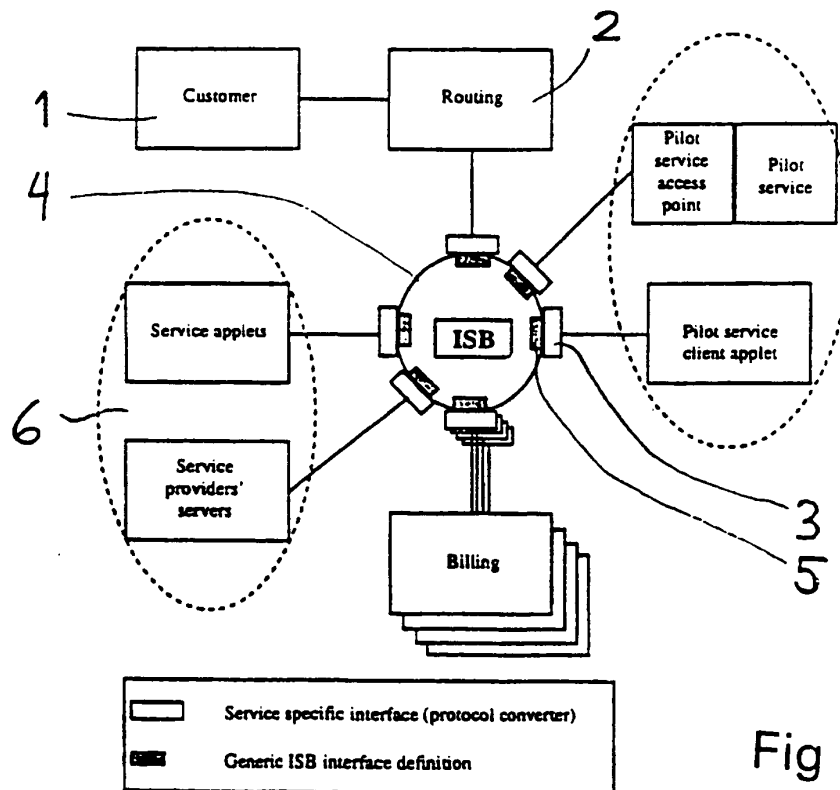 2
1
Customer
Routing
Pilot
service
access
point
Pilot
service
4
Service applets
ISB
Pilot service
client applet
6
Service
providers'
servers
3
5
Billing
Service specific interface (protocol converter)
Generic ISB interface definition
Fig